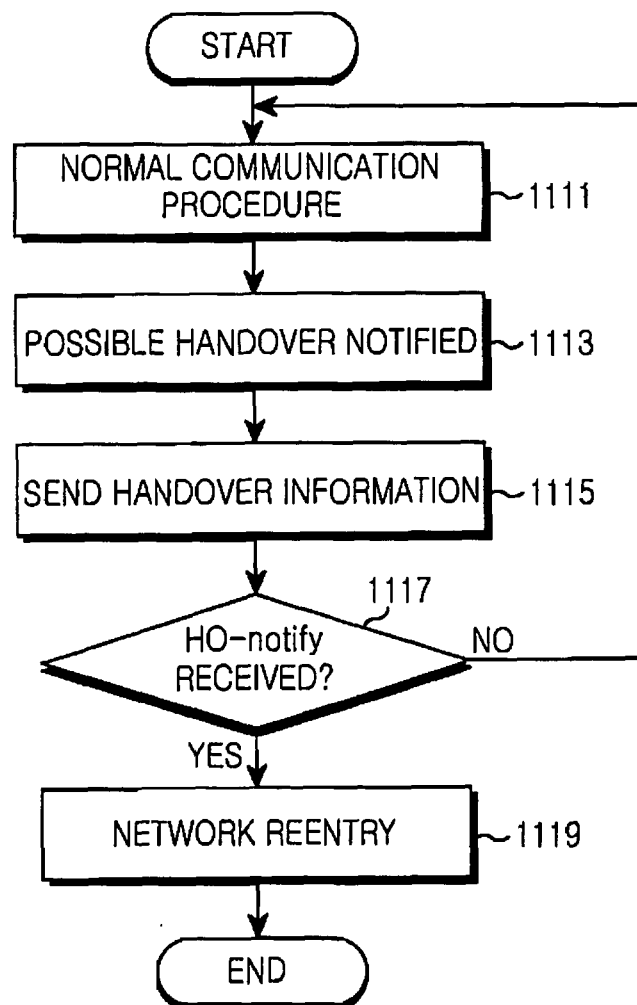 START
NORMAL COMMUNICATION
PROCEDURE
1111
POSSIBLE HANDOVER NOTIFIED
1113
SEND HANDOVER INFORMATION
1115
1117
HO-notify
RECEIVED?
NO
YES
NETWORK REENTRY
1119
END